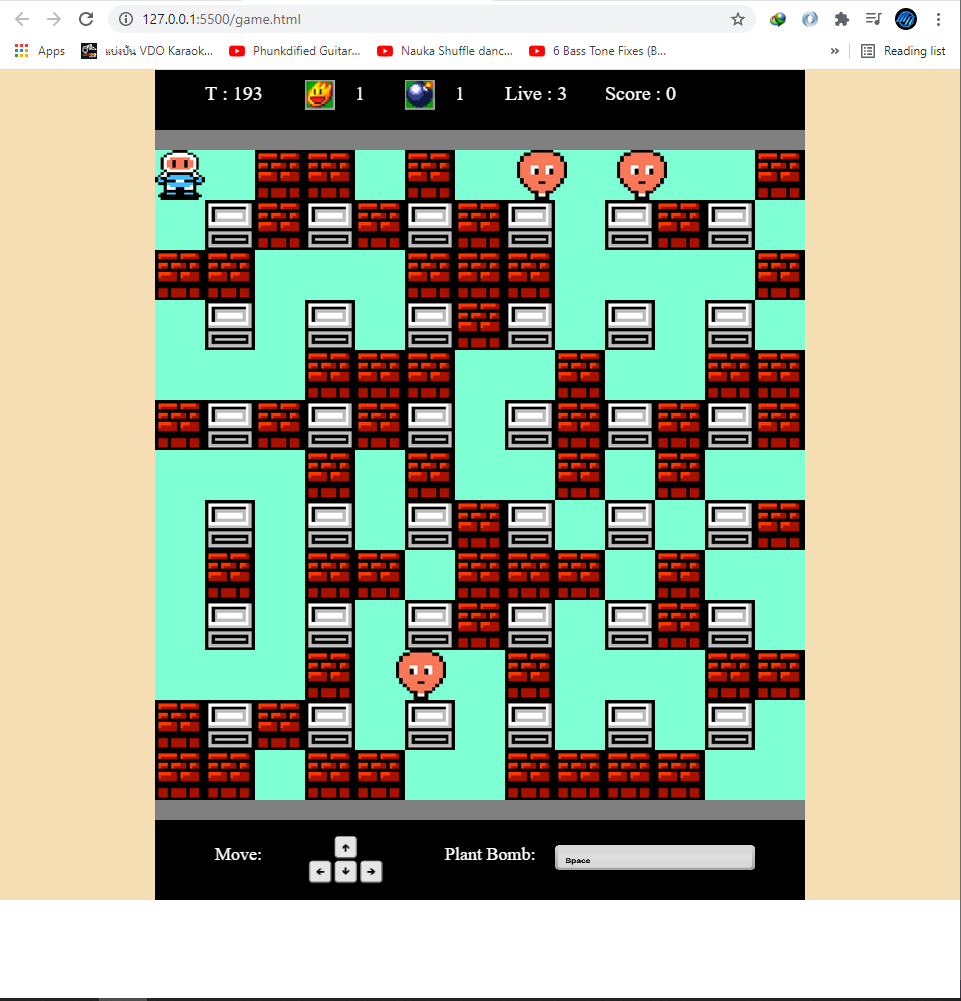 127.0.0.1:5500/game.html
Apps แบ่งปัน VDO Karaok... Phunkdified Guitar... Nauka Shuffle danc... 6 Bass Tone Fixes (B... » Reading list
T : 193 1 1 Live : 3 Score : 0
Move: Plant Bomb: Space